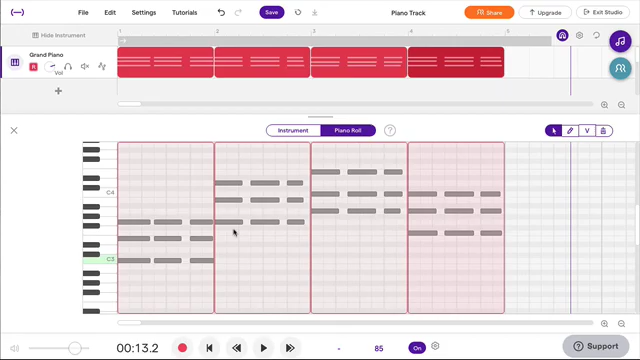 (—) File Edit Settings Tutorials Save Piano Track Share Upgrade Exit Studio
Hide Instrument 1 2 3 4 5
Grand Piano
R
Vol
Instrument Piano Roll ?
V
C4
C3
00:13.2 - 85 On Support